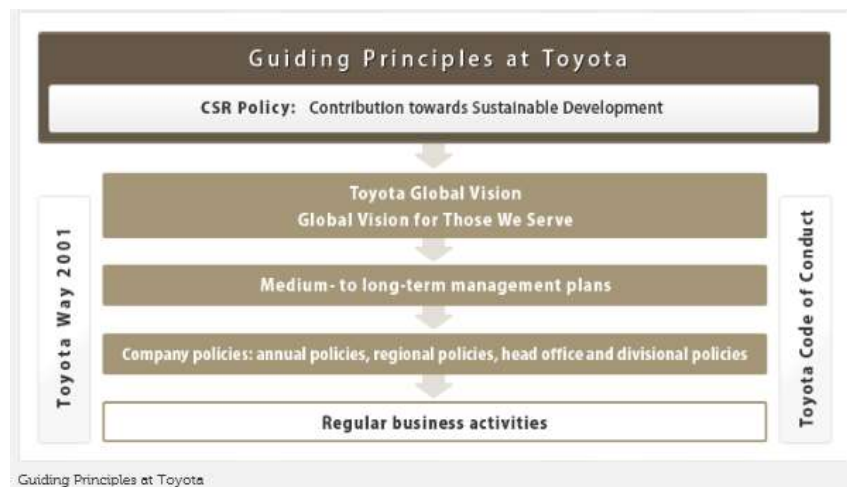 Guiding Principles at Toyota
CSR Policy: Contribution towards Sustainable Development
Toyota Way 2001
Toyota Global Vision
Global Vision for Those We Serve
Medium- to long-term management plans
Company policies: annual policies, regional policies, head office and divisional policies
Regular business activities
Toyota Code of Conduct
Guiding Principles at Toyota